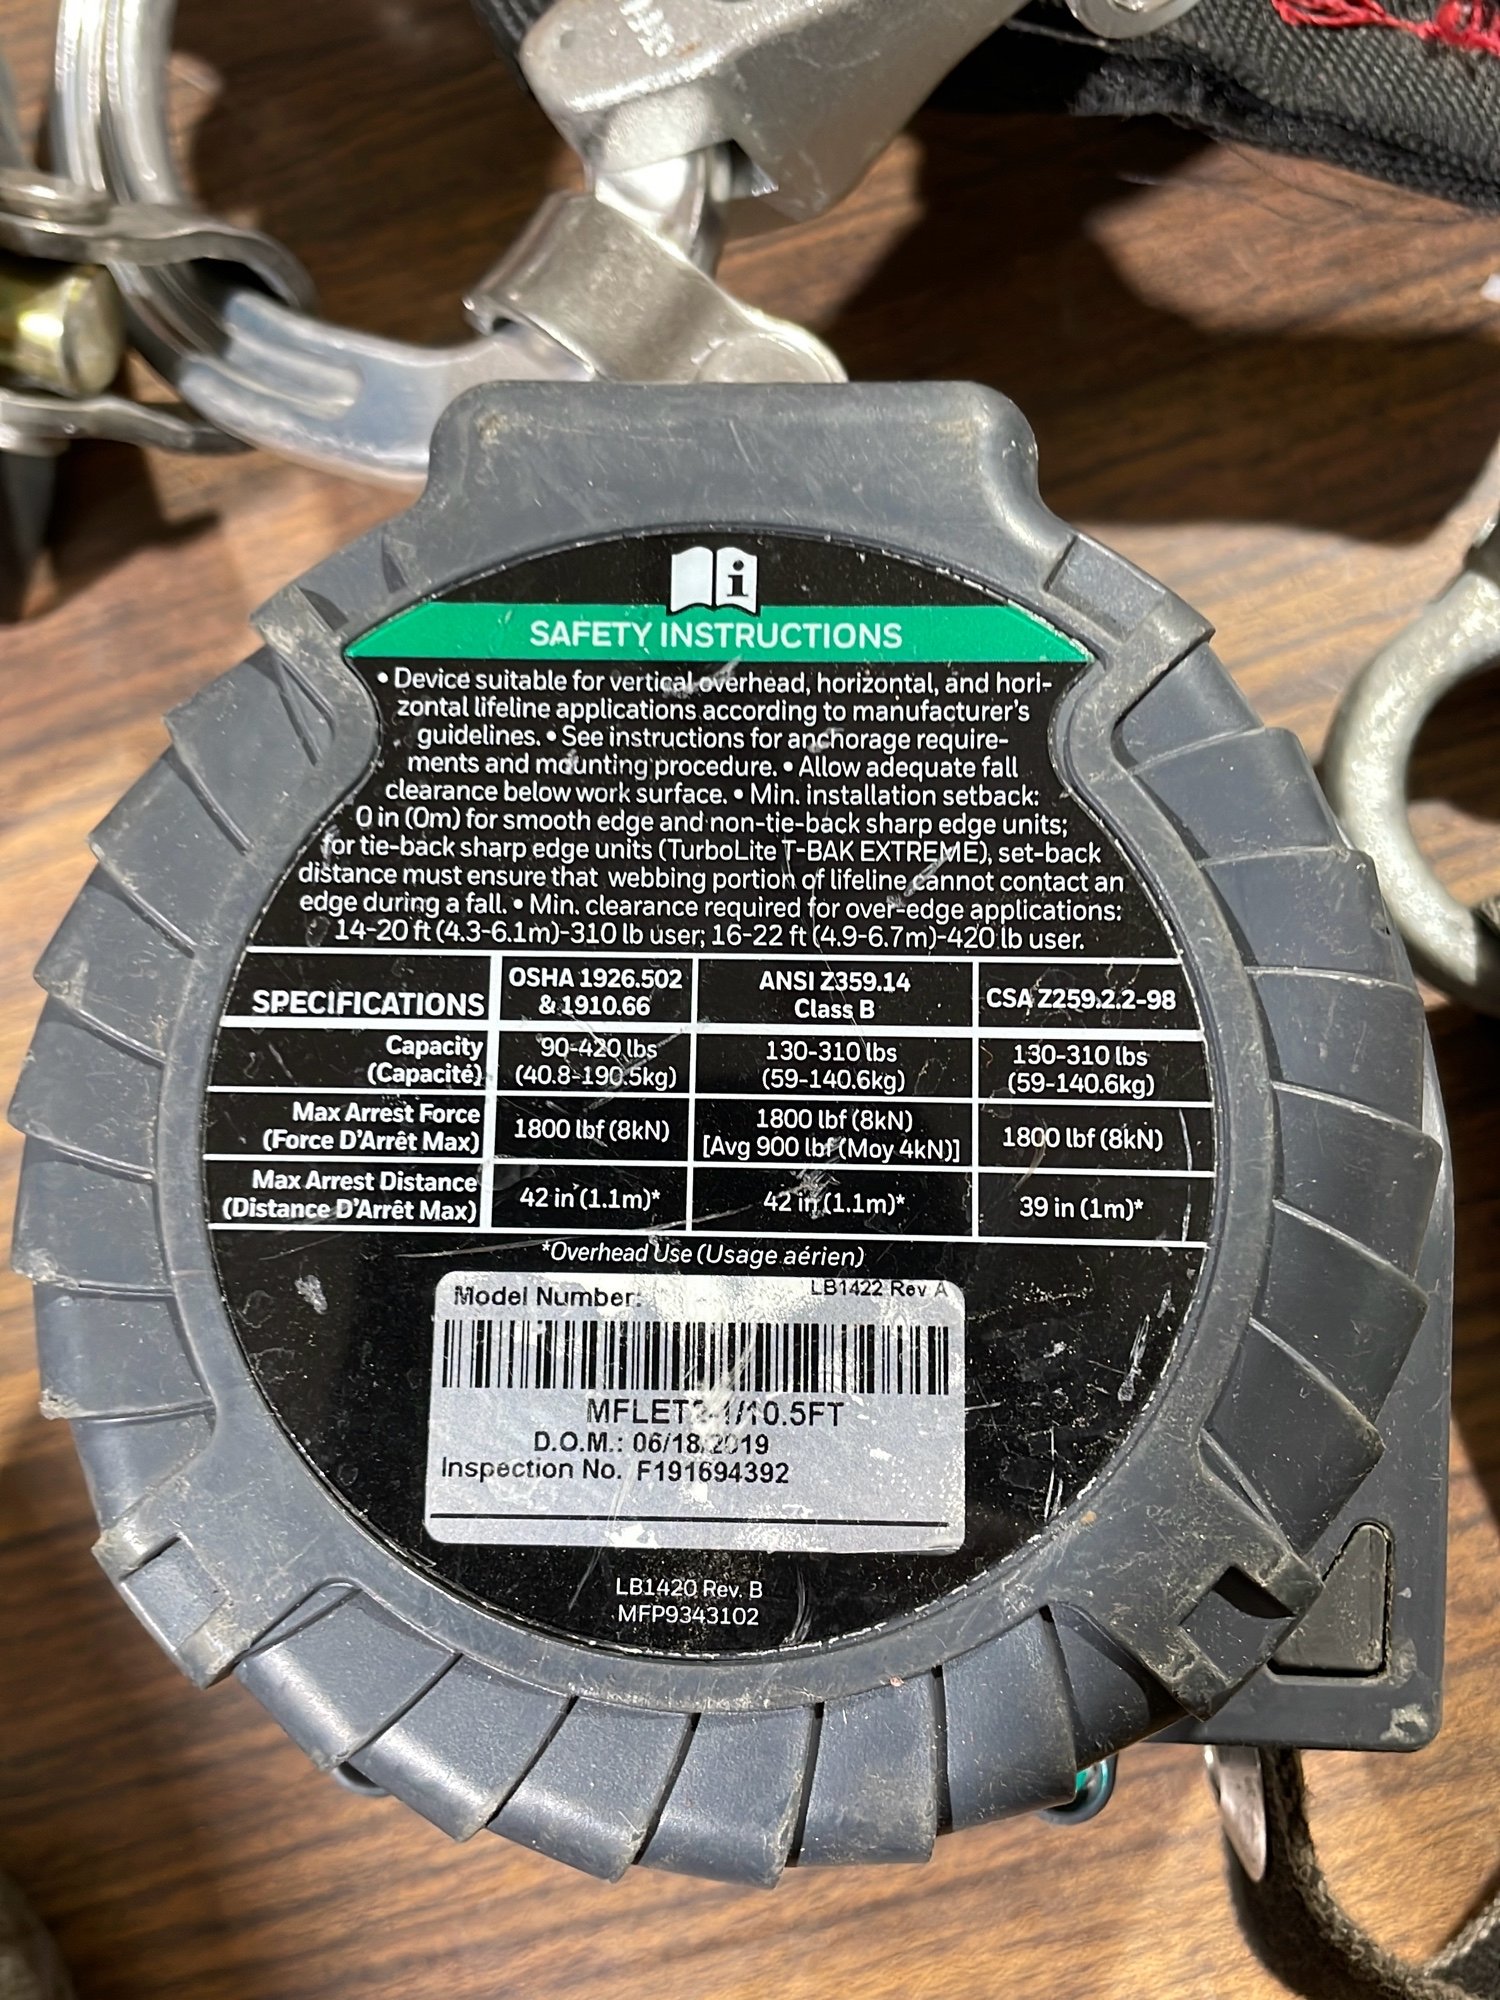 i
SAFETY INSTRUCTIONS
• Device suitable for vertical overhead, horizontal, and hori-
zontal lifeline applications according to manufacturer's
guidelines. • See instructions for anchorage require-
ments and mounting procedure. • Allow adequate fall
clearance below work surface. • Min. installation setback:
0 in (0m) for smooth edge and non-tie-back sharp edge units;
for tie-back sharp edge units (TurboLite T-BAK EXTREME), set-back
distance must ensure that webbing portion of lifeline cannot contact an
edge during a fall. • Min. clearance required for over-edge applications:
14-20 ft (4.3-6.1m)-310 lb user; 16-22 ft (4.9-6.7m)-420 lb user.
SPECIFICATIONS OSHA 1926.502 & 1910.66 ANSI Z359.14 Class B CSA Z259.2.2-98
Capacity (Capacité) 90-420 lbs (40.8-190.5kg) 130-310 lbs (59-140.6kg) 130-310 lbs (59-140.6kg)
Max Arrest Force (Force D'Arrêt Max) 1800 lbf (8kN) 1800 lbf (8kN) [Avg 900 lbf (Moy 4kN)] 1800 lbf (8kN)
Max Arrest Distance (Distance D'Arrêt Max) 42 in (1.1m)* 42 in (1.1m)* 39 in (1m)*
*Overhead Use (Usage aérien)
LB1422 Rev A
Model Number:
MFLET2-1/10.5FT
D.O.M.: 06/18/2019
Inspection No. F191694392
LB1420 Rev. B
MFP9343102